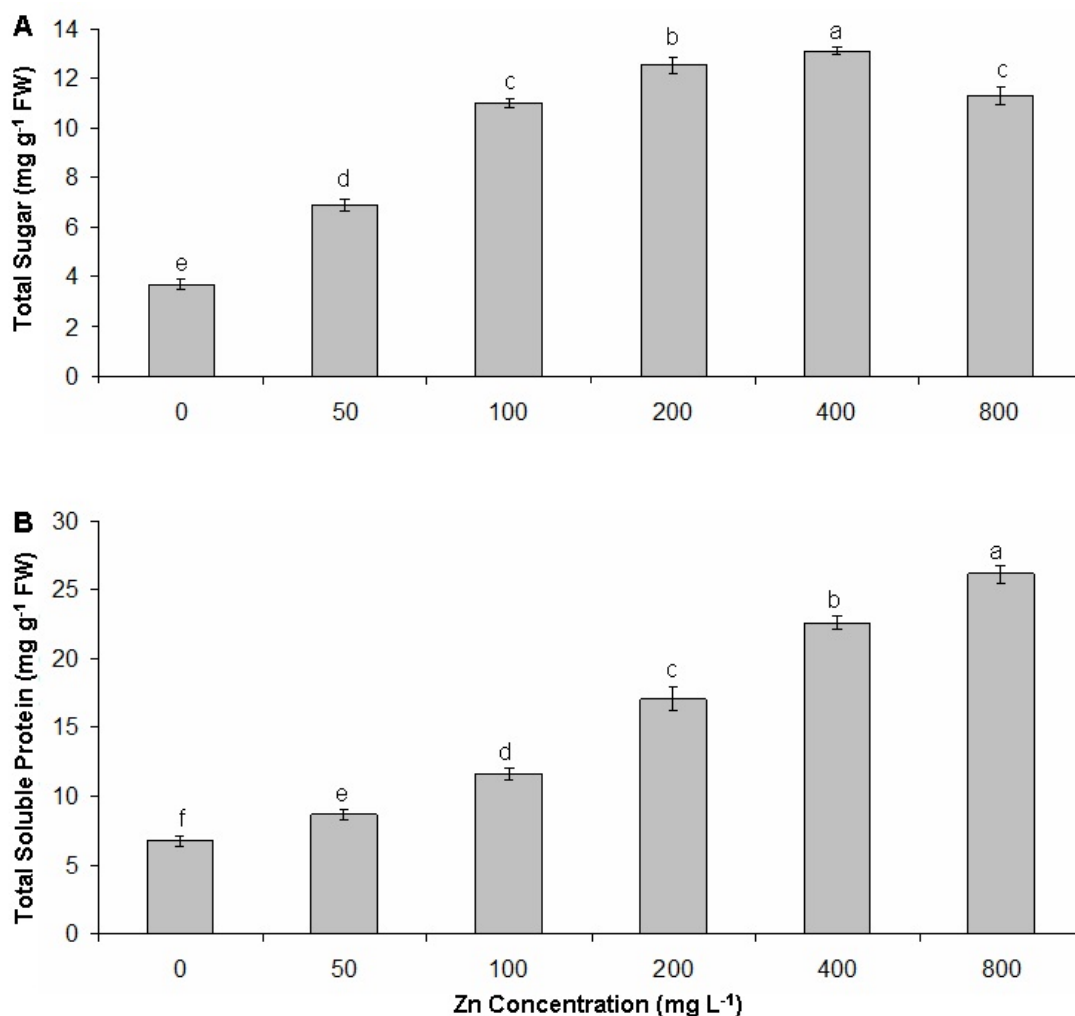 A
Total Sugar (mg g⁻¹ FW)
14
12
10
8
6
4
2
0
e
d
c
b
a
c
0 50 100 200 400 800
B
Total Soluble Protein (mg g⁻¹ FW)
30
25
20
15
10
5
0
f
e
d
c
b
a
0 50 100 200 400 800
Zn Concentration (mg L⁻¹)